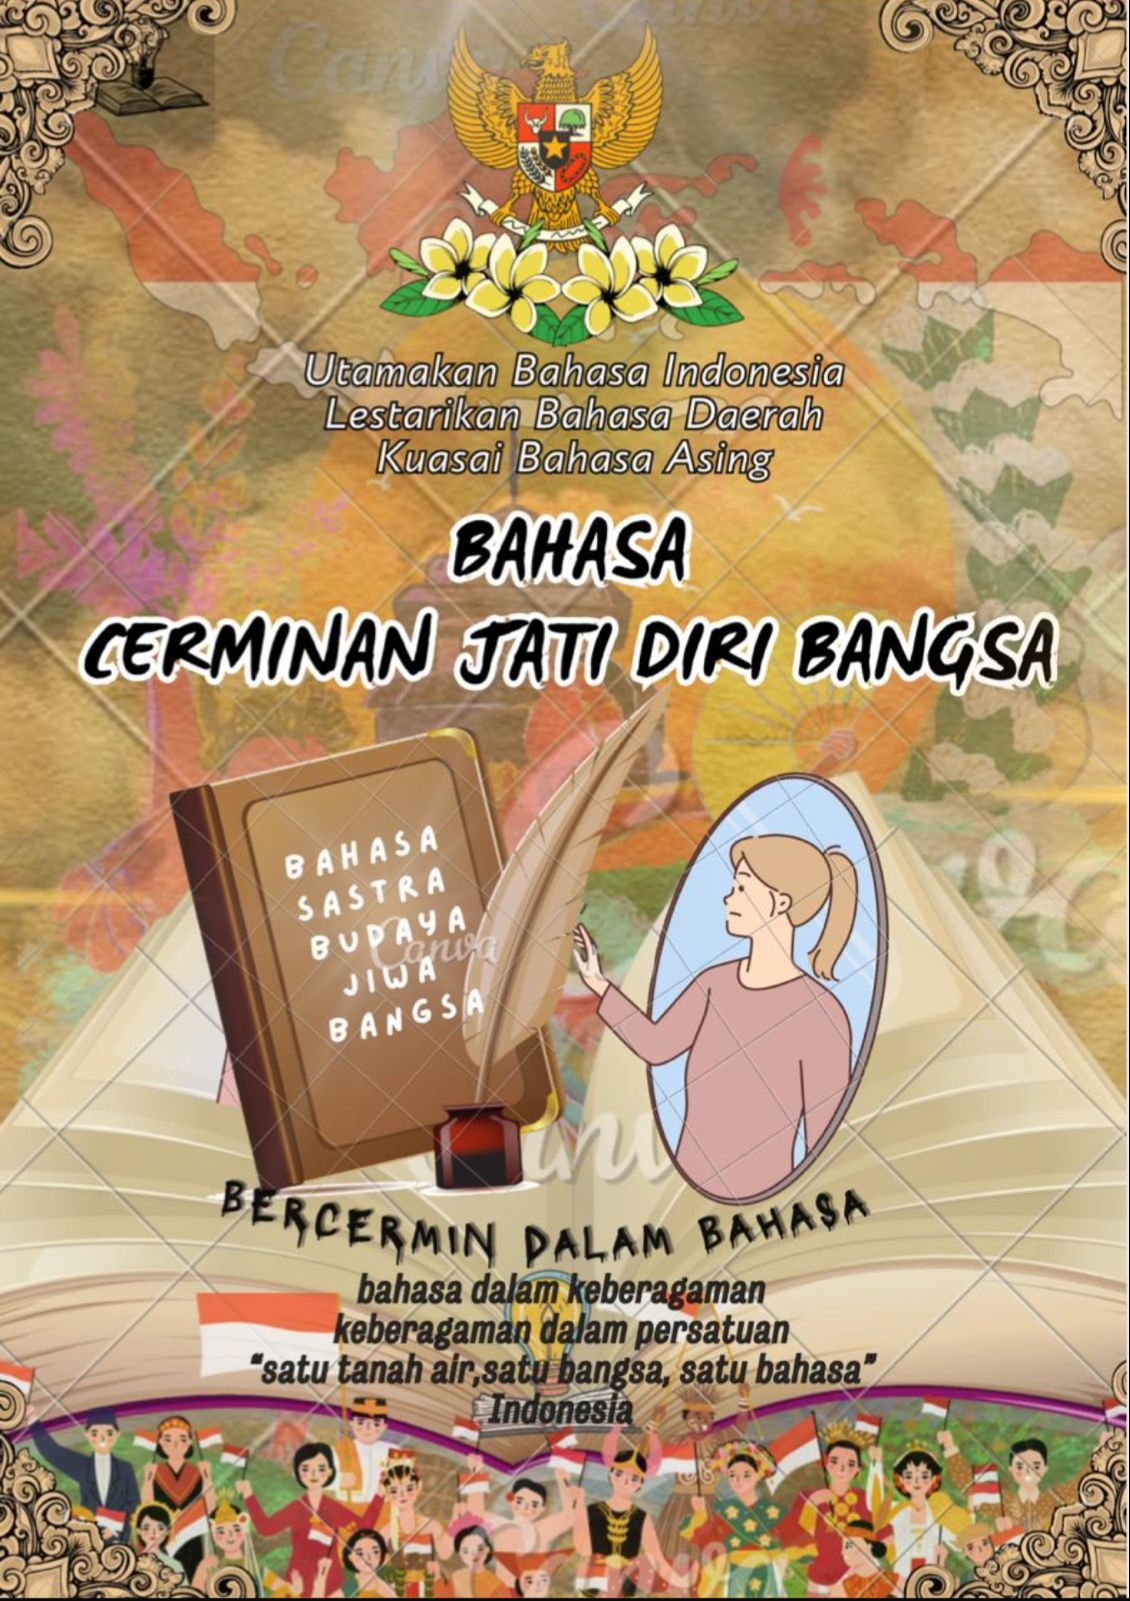 Utamakan Bahasa Indonesia
Lestarikan Bahasa Daerah
Kuasai Bahasa Asing
BAHASA
CERMINAN JATI DIRI BANGSA
BAHASA
SASTRA
BUDAYA
JIWA
BANGSA
Canva
BERCERMIN DALAM BAHASA
bahasa dalam keberagaman
keberagaman dalam persatuan
“satu tanah air,satu bangsa, satu bahasa”
Indonesia